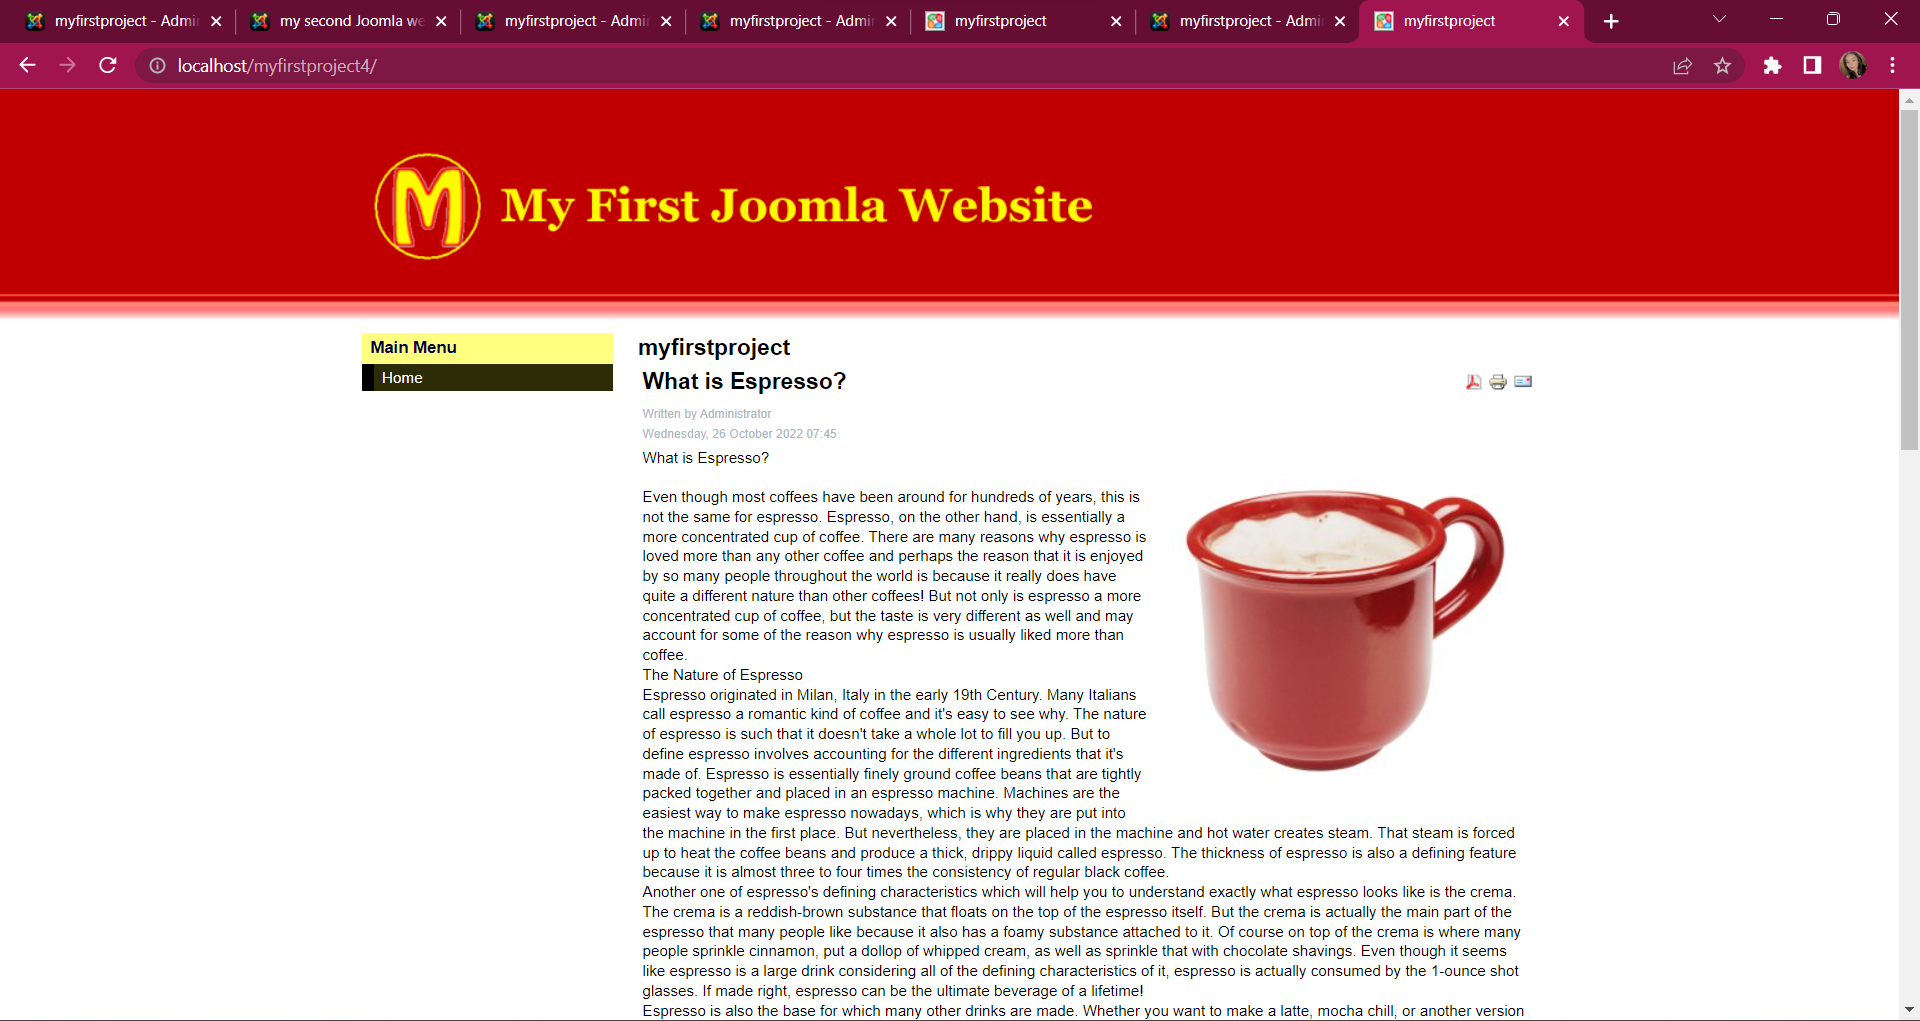 myfirstproject - Admi
my second Joomla we
myfirstproject - Admi
myfirstproject - Admi
myfirstproject
myfirstproject - Admi
myfirstproject
localhost/myfirstproject4/
M My First Joomla Website
Main Menu
Home
myfirstproject
What is Espresso?
Written by Administrator
Wednesday, 26 October 2022 07:45
What is Espresso?
Even though most coffees have been around for hundreds of years, this is
not the same for espresso. Espresso, on the other hand, is essentially a
more concentrated cup of coffee. There are many reasons why espresso is
loved more than any other coffee and perhaps the reason that it is enjoyed
by so many people throughout the world is because it really does have
quite a different nature than other coffees! But not only is espresso a more
concentrated cup of coffee, but the taste is very different as well and may
account for some of the reason why espresso is usually liked more than
coffee.
The Nature of Espresso
Espresso originated in Milan, Italy in the early 19th Century. Many Italians
call espresso a romantic kind of coffee and it's easy to see why. The nature
of espresso is such that it doesn't take a whole lot to fill you up. But to
define espresso involves accounting for the different ingredients that it's
made of. Espresso is essentially finely ground coffee beans that are tightly
packed together and placed in an espresso machine. Machines are the
easiest way to make espresso nowadays, which is why they are put into
the machine in the first place. But nevertheless, they are placed in the machine and hot water creates steam. That steam is forced
up to heat the coffee beans and produce a thick, drippy liquid called espresso. The thickness of espresso is also a defining feature
because it is almost three to four times the consistency of regular black coffee.
Another one of espresso's defining characteristics which will help you to understand exactly what espresso looks like is the crema.
The crema is a reddish-brown substance that floats on the top of the espresso itself. But the crema is actually the main part of the
espresso that many people like because it also has a foamy substance attached to it. Of course on top of the crema is where many
people sprinkle cinnamon, put a dollop of whipped cream, as well as sprinkle that with chocolate shavings. Even though it seems
like espresso is a large drink considering all of the defining characteristics of it, espresso is actually consumed by the 1-ounce shot
glasses. If made right, espresso can be the ultimate beverage of a lifetime!
Espresso is also the base for which many other drinks are made. Whether you want to make a latte, mocha chill, or another version